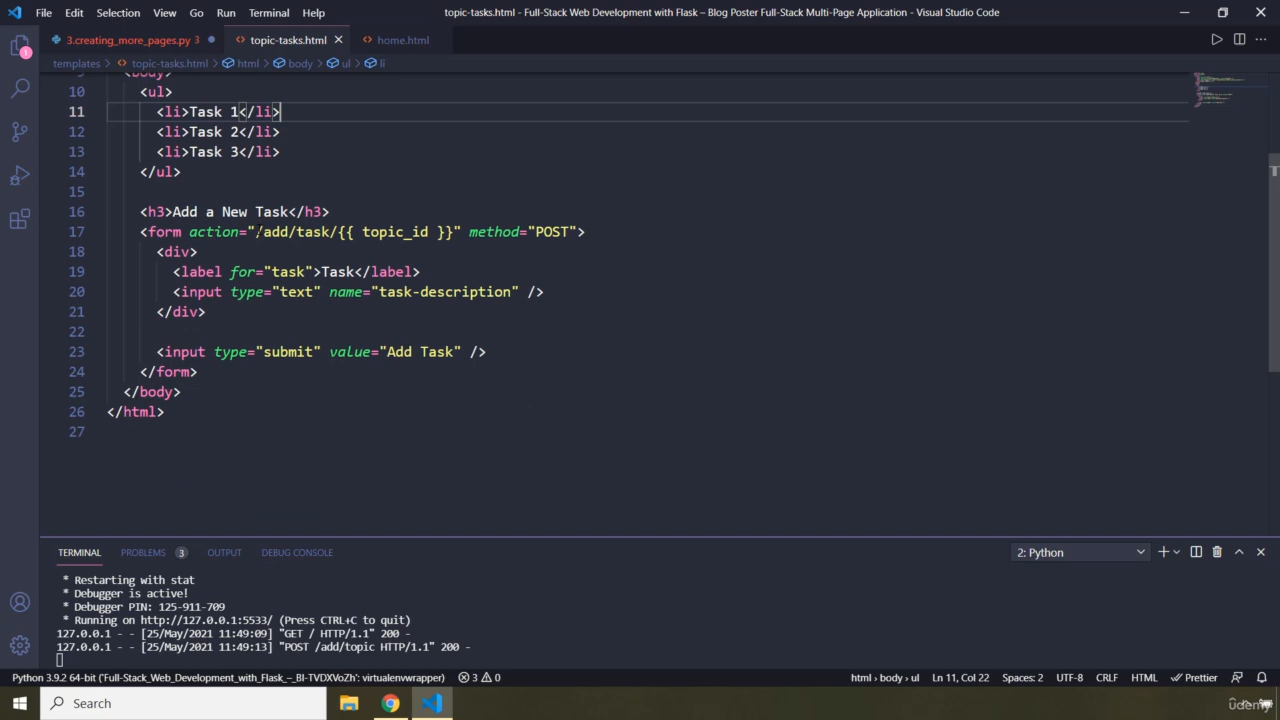 File Edit Selection View Go Run Terminal Help topic-tasks.html - Full-Stack Web Development with Flask – Blog Poster Full-Stack Multi-Page Application - Visual Studio Code
3.creating_more_pages.py 3 topic-tasks.html home.html
templates > topic-tasks.html > html > body > ul > li
9 <body>
10 <ul>
11 <li>Task 1</li>
12 <li>Task 2</li>
13 <li>Task 3</li>
14 </ul>
15
16 <h3>Add a New Task</h3>
17 <form action="/add/task/{{ topic_id }}" method="POST">
18 <div>
19 <label for="task">Task</label>
20 <input type="text" name="task-description" />
21 </div>
22
23 <input type="submit" value="Add Task" />
24 </form>
25 </body>
26 </html>
27
1
TERMINAL PROBLEMS 3 OUTPUT DEBUG CONSOLE 2: Python
* Restarting with stat
* Debugger is active!
* Debugger PIN: 125-911-709
* Running on http://127.0.0.1:5533/ (Press CTRL+C to quit)
127.0.0.1 - - [25/May/2021 11:49:09] "GET / HTTP/1.1" 200 -
127.0.0.1 - - [25/May/2021 11:49:13] "POST /add/topic HTTP/1.1" 200 -
Python 3.9.2 64-bit ('Full-Stack_Web_Development_with_Flask_–_BI-TVDXVoZh': virtualenvwrapper) 3 0 html > body > ul Ln 11, Col 22 Spaces: 2 UTF-8 CRLF HTML Prettier
Search
udemy